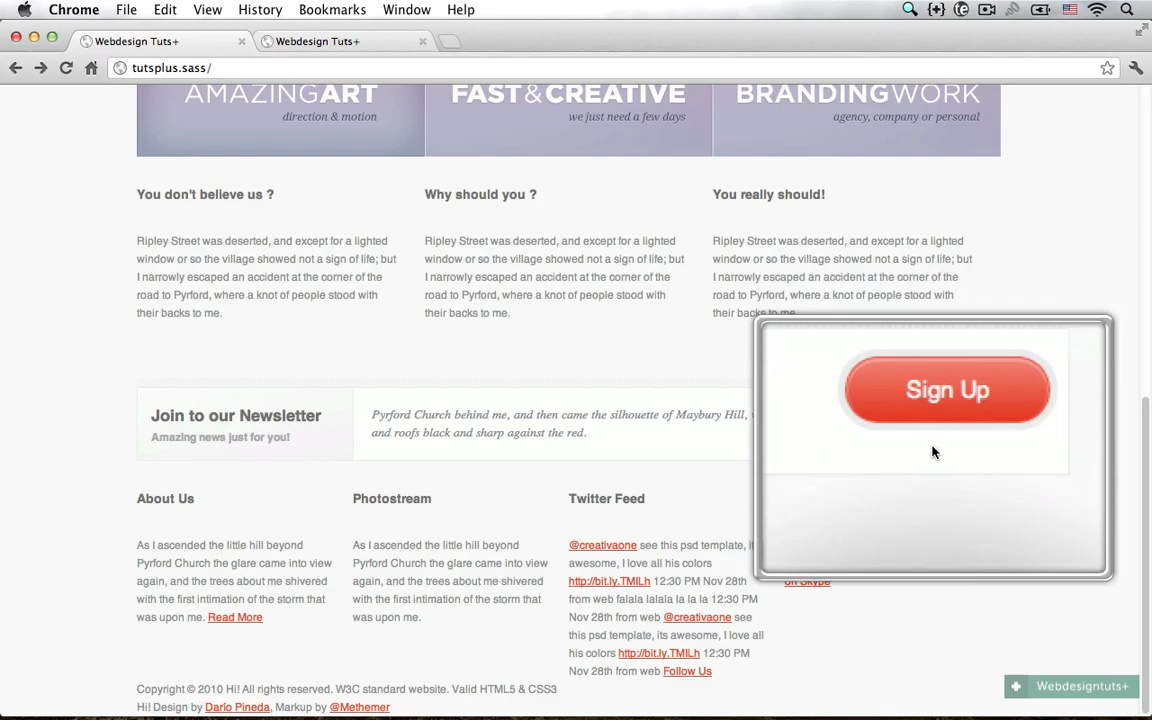 Chrome File Edit View History Bookmarks Window Help
Webdesign Tuts+
Webdesign Tuts+
tutsplus.sass/
AMAZINGART
direction & motion
FAST&CREATIVE
we just need a few days
BRANDINGWORK
agency, company or personal
You don't believe us ?
Ripley Street was deserted, and except for a lighted
window or so the village showed not a sign of life; but
I narrowly escaped an accident at the corner of the
road to Pyrford, where a knot of people stood with
their backs to me.
Why should you ?
Ripley Street was deserted, and except for a lighted
window or so the village showed not a sign of life; but
I narrowly escaped an accident at the corner of the
road to Pyrford, where a knot of people stood with
their backs to me.
You really should!
Ripley Street was deserted, and except for a lighted
window or so the village showed not a sign of life; but
I narrowly escaped an accident at the corner of the
road to Pyrford, where a knot of people stood with
their backs to me.
Join to our Newsletter
Amazing news just for you!
Pyrford Church behind me, and then came the silhouette of Maybury Hill,
and roofs black and sharp against the red.
Sign Up
About Us
As I ascended the little hill beyond
Pyrford Church the glare came into view
again, and the trees about me shivered
with the first intimation of the storm that
was upon me. Read More
Photostream
As I ascended the little hill beyond
Pyrford Church the glare came into view
again, and the trees about me shivered
with the first intimation of the storm that
was upon me.
Twitter Feed
@creativaone see this psd template,
awesome, I love all his colors
http://bit.ly.TMILh 12:30 PM Nov 28th
from web falala lalala la la la 12:30 PM
Nov 28th from web @creativaone see
this psd template, its awesome, I love all
his colors http://bit.ly.TMILh 12:30 PM
Nov 28th from web Follow Us
on Skype
Copyright © 2010 Hi! All rights reserved. W3C standard website. Valid HTML5 & CSS3
Hi! Design by Darío Pineda, Markup by @Methemer
Webdesigntuts+